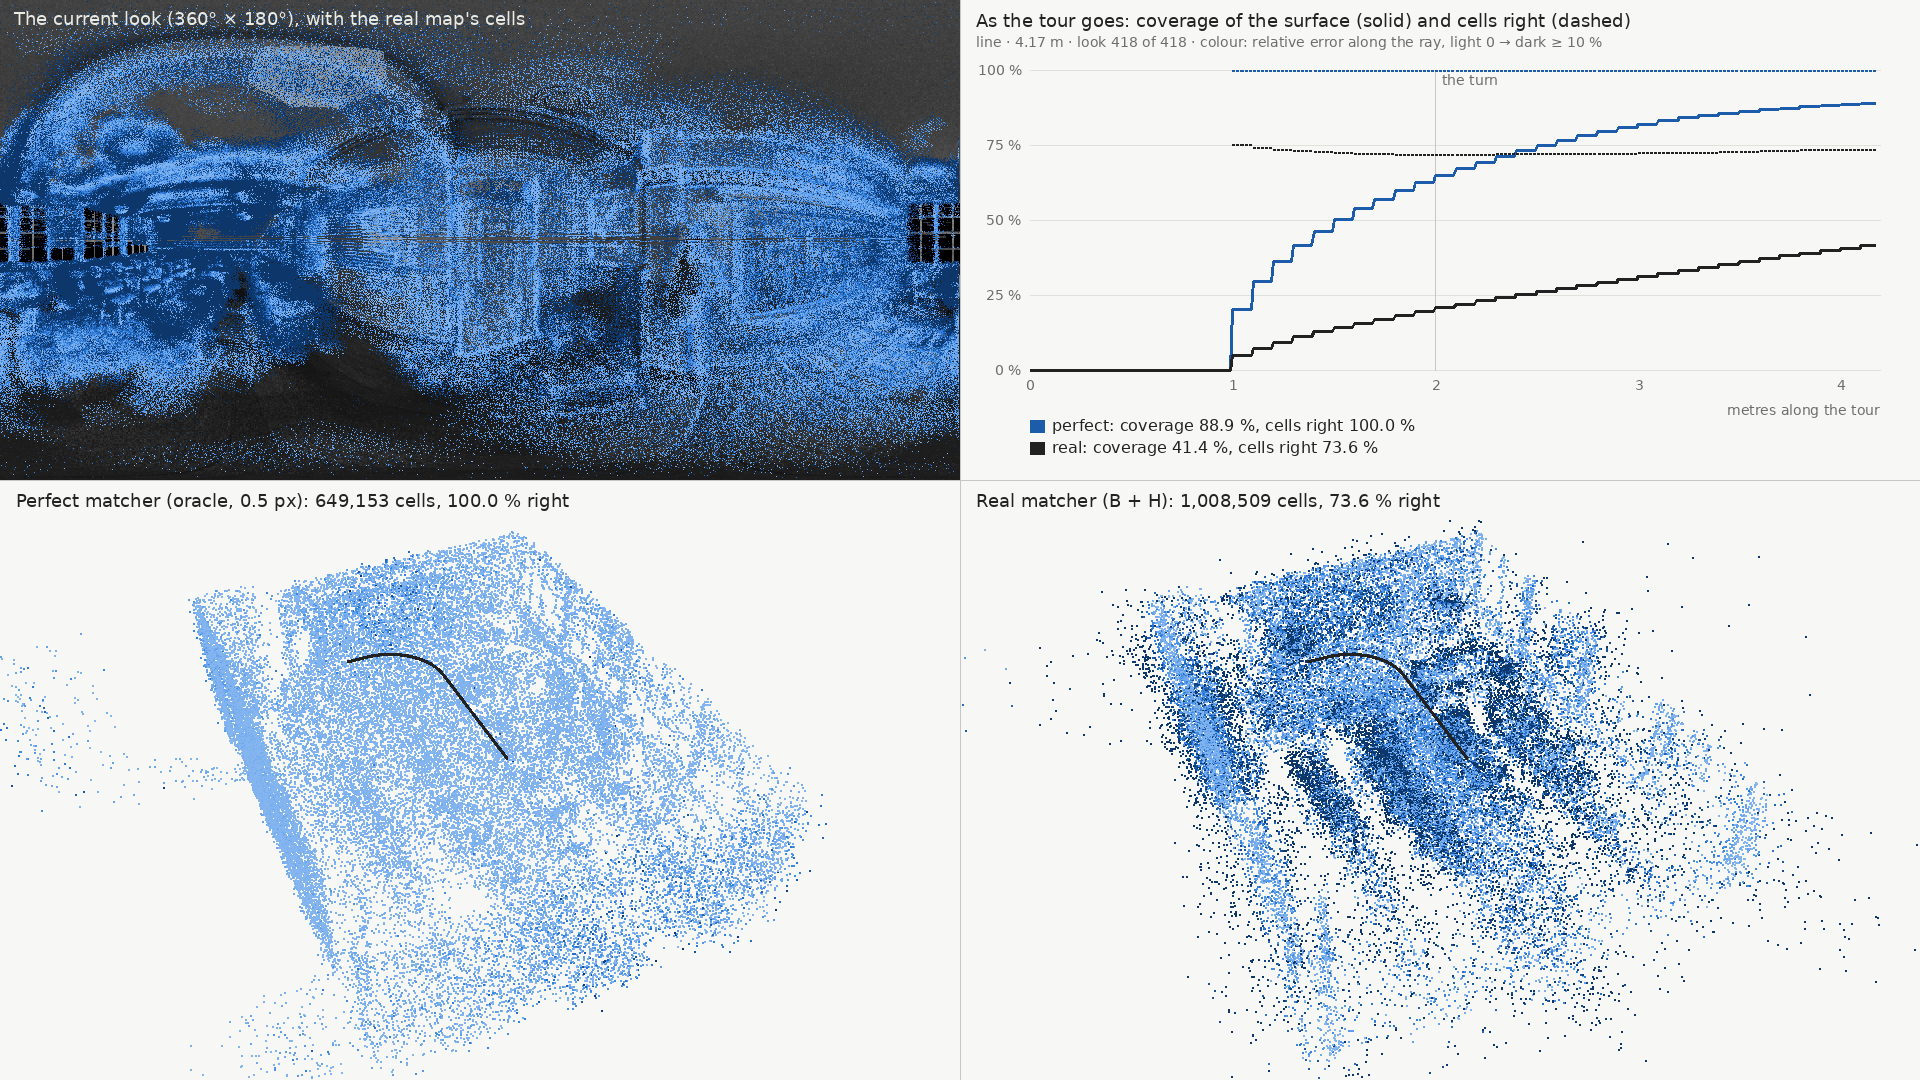 The current look (360° × 180°), with the real map's cells
As the tour goes: coverage of the surface (solid) and cells right (dashed)
line · 4.17 m · look 418 of 418 · colour: relative error along the ray, light 0 → dark ≥ 10 %
100 %
the turn
75 %
50 %
25 %
0 %
0 1 2 3 4
metres along the tour
perfect: coverage 88.9 %, cells right 100.0 %
real: coverage 41.4 %, cells right 73.6 %
Perfect matcher (oracle, 0.5 px): 649,153 cells, 100.0 % right
Real matcher (B + H): 1,008,509 cells, 73.6 % right